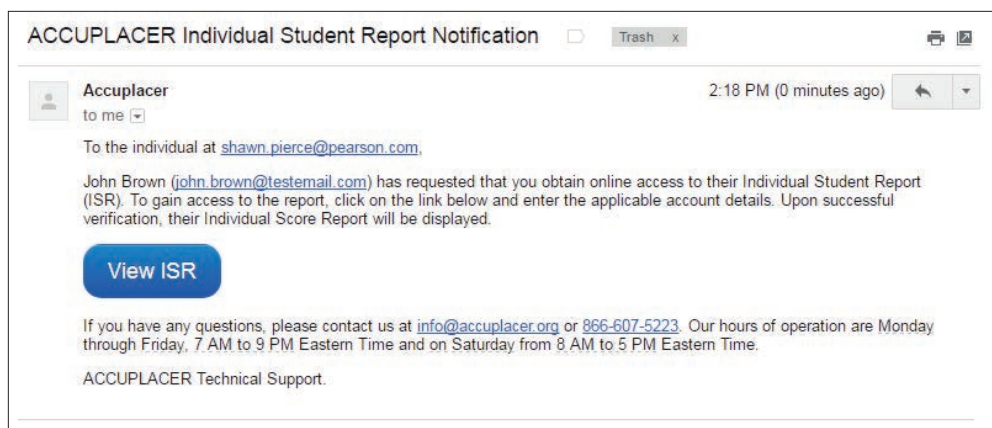 ACCUPLACER Individual Student Report Notification Trash x
Accuplacer 2:18 PM (0 minutes ago)
to me
To the individual at shawn.pierce@pearson.com,
John Brown (john.brown@testemail.com) has requested that you obtain online access to their Individual Student Report
(ISR). To gain access to the report, click on the link below and enter the applicable account details. Upon successful
verification, their Individual Score Report will be displayed.
View ISR
If you have any questions, please contact us at info@accuplacer.org or 866-607-5223. Our hours of operation are Monday
through Friday, 7 AM to 9 PM Eastern Time and on Saturday from 8 AM to 5 PM Eastern Time.
ACCUPLACER Technical Support.